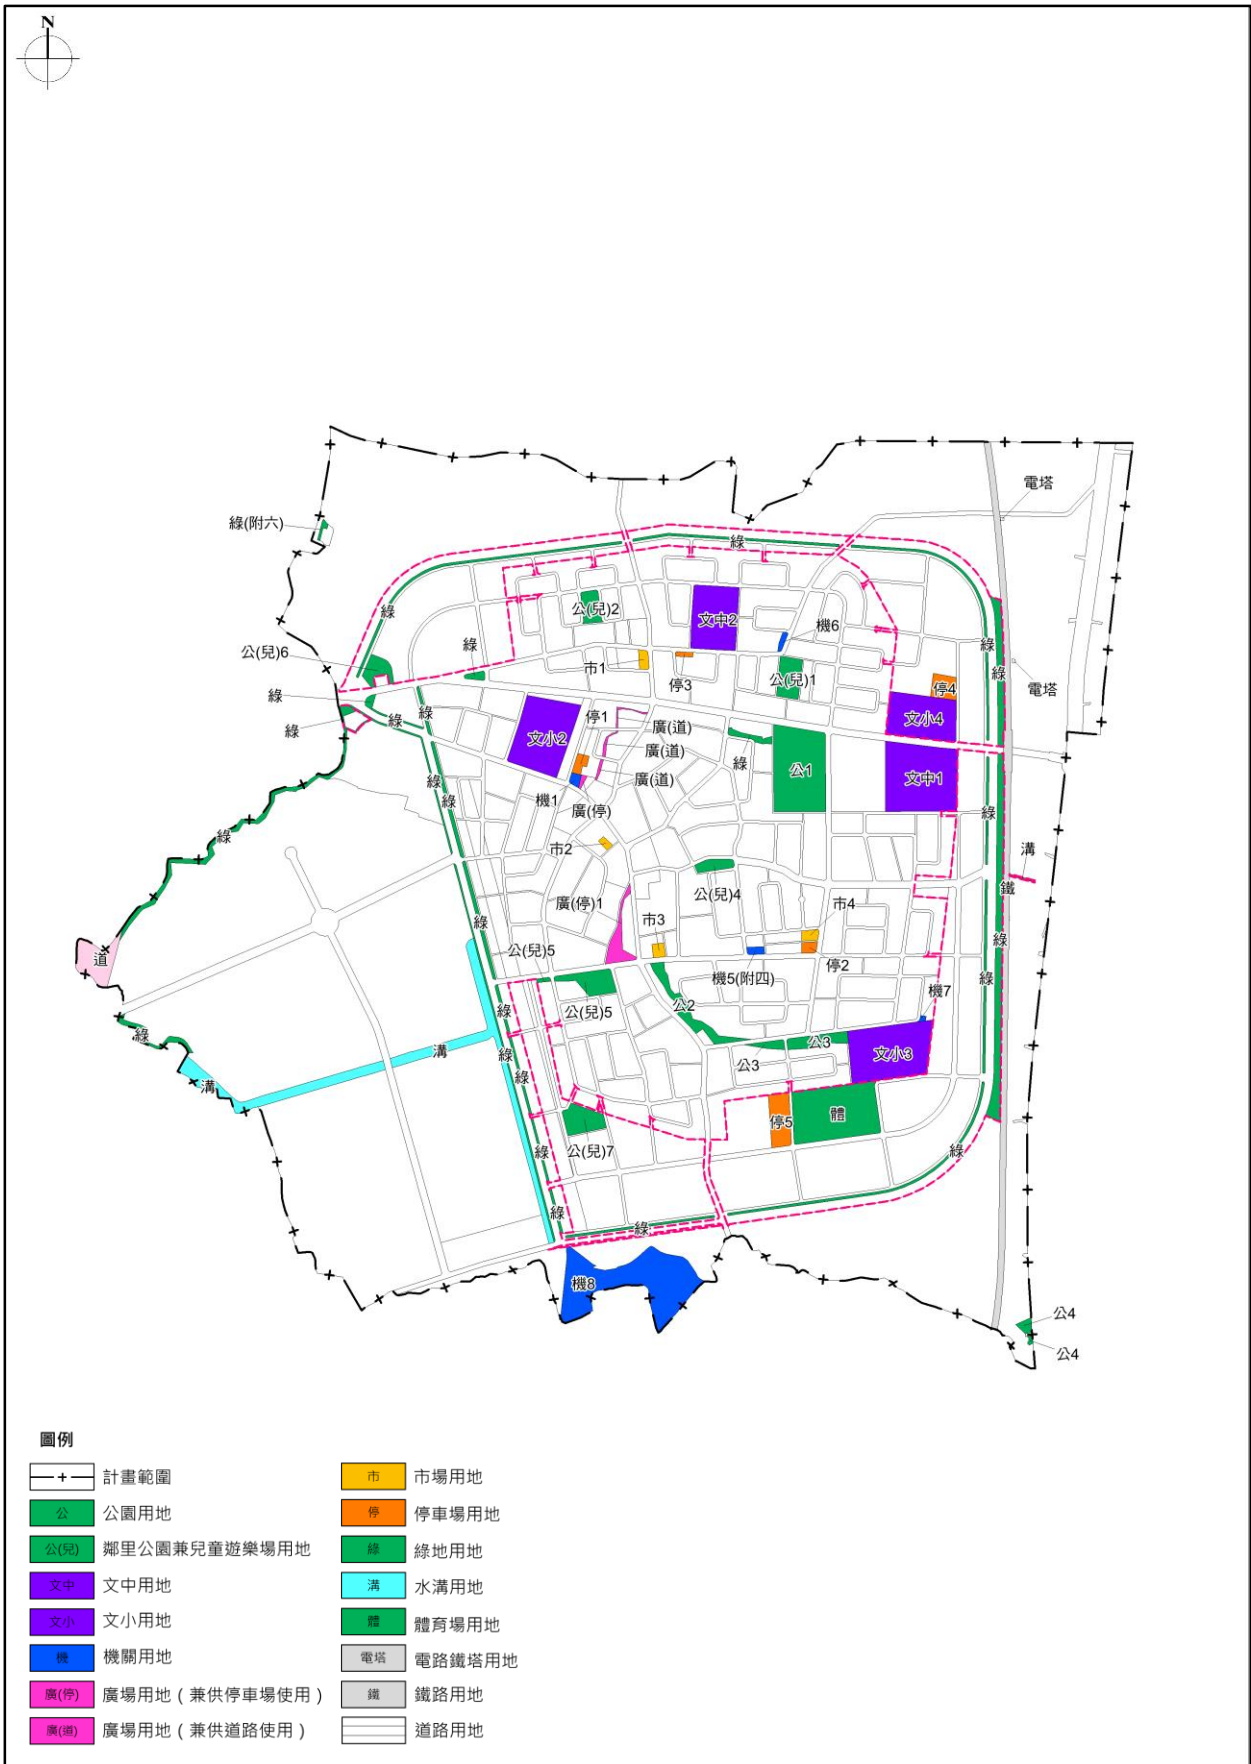 N
電塔
綠(附六)
綠
綠
公(兒)2
文中2
機6
綠
綠
公(兒)6
市1
綠
停3
公(兒)1
停4
電塔
綠
綠
綠
綠
停1
廣(道)
文小4
文小2
廣(道)
綠
公1
文中1
廣(道)
綠
綠
機1
廣(停)
綠
綠
市2
溝
鐵
公(兒)4
廣(停)1
市4
市3
綠
公(兒)5
綠
停2
道
機5(附四)
綠
機7
公2
綠
公(兒)5
綠
公3
溝
綠
公3
文小3
綠
溝
停5
體
綠
公(兒)7
綠
綠
綠
機8
公4
公4
圖例
計畫範圍
市 市場用地
公 公園用地
停 停車場用地
公(兒) 鄰里公園兼兒童遊樂場用地
綠 綠地用地
文中 文中用地
溝 水溝用地
文小 文小用地
體 體育場用地
機 機關用地
電塔 電路鐵塔用地
廣(停) 廣場用地（兼供停車場使用）
鐵 鐵路用地
廣(道) 廣場用地（兼供道路使用）
道路用地